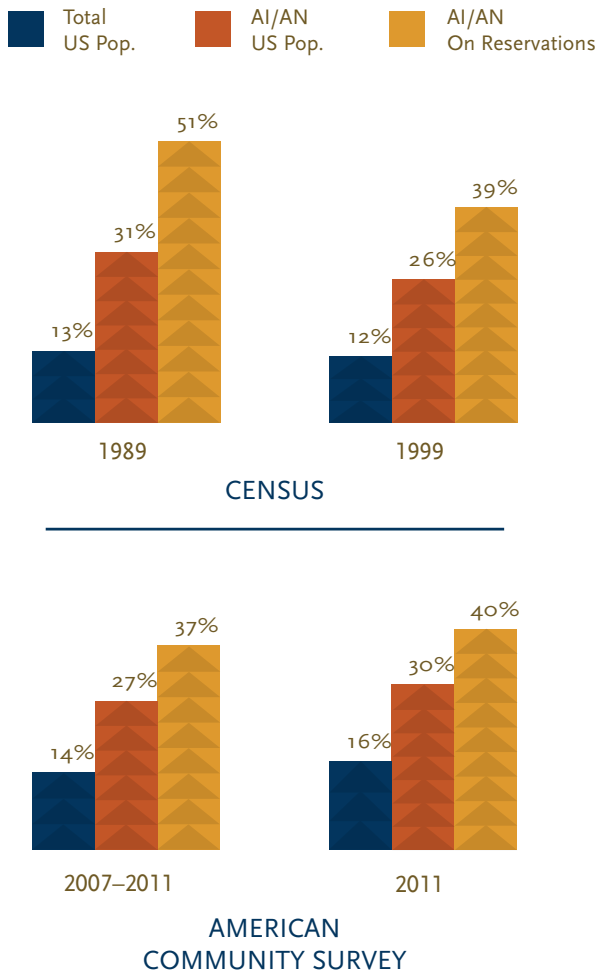 Total
US Pop.
AI/AN
US Pop.
AI/AN
On Reservations
13%
31%
51%
1989
12%
26%
39%
1999
CENSUS
14%
27%
37%
2007–2011
16%
30%
40%
2011
AMERICAN
COMMUNITY SURVEY